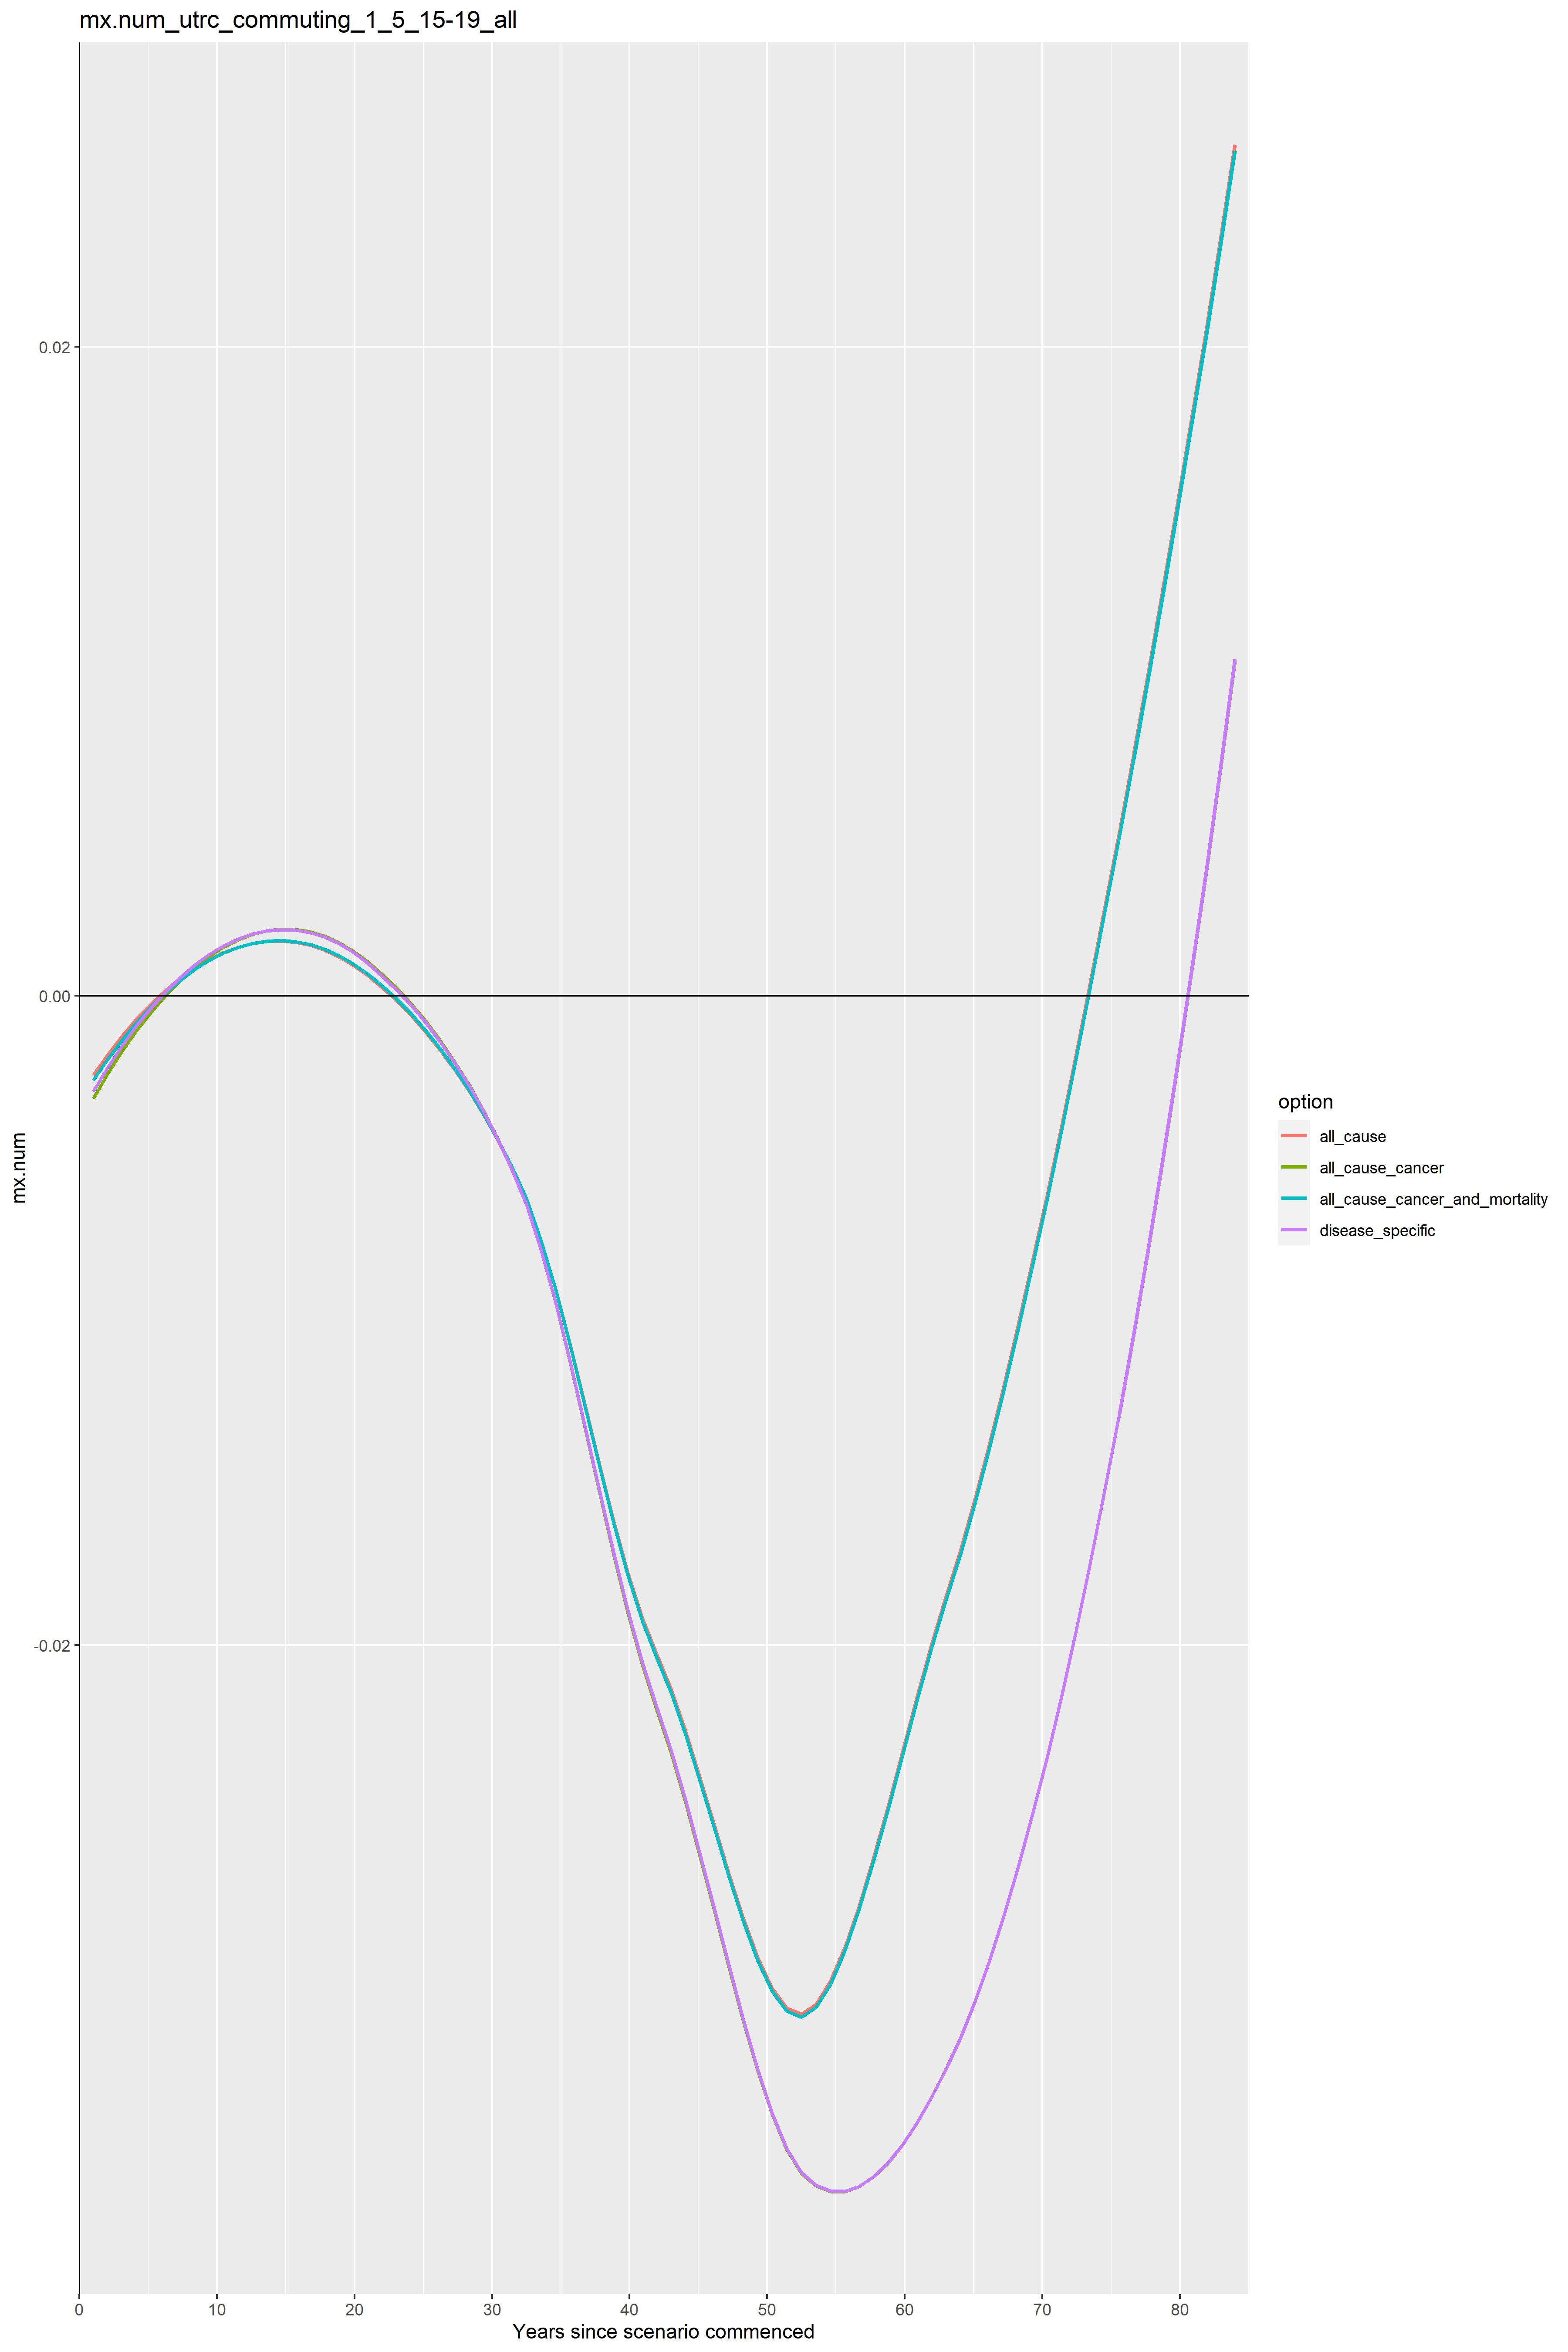 mx.num_utrc_commuting_1_5_15-19_all
0.02
0.00
-0.02
mx.num
0 10 20 30 40 50 60 70 80
Years since scenario commenced
option
all_cause
all_cause_cancer
all_cause_cancer_and_mortality
disease_specific